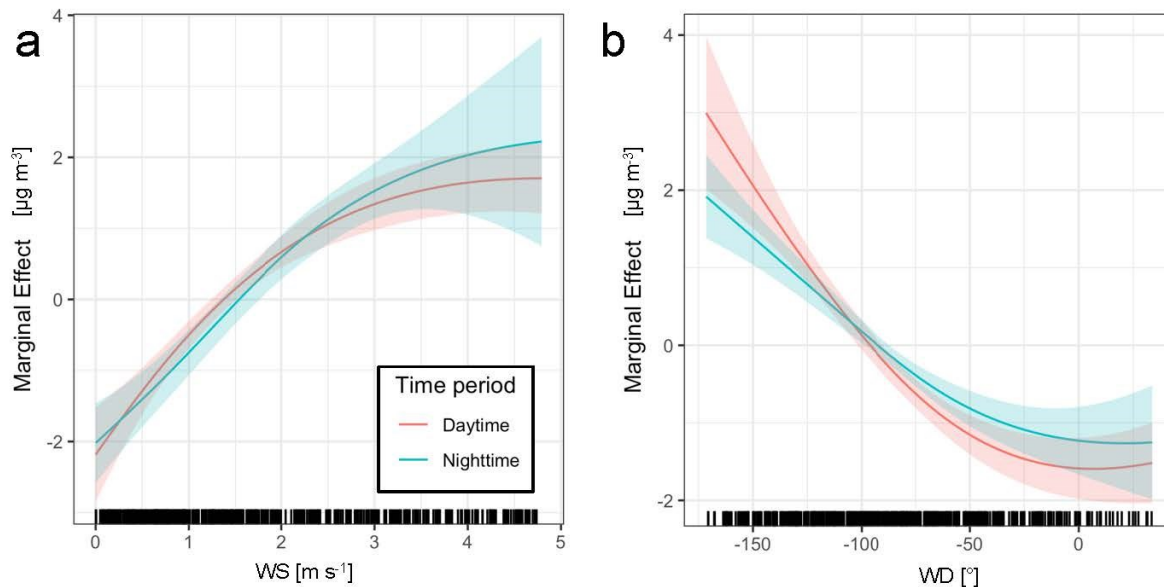 a
Marginal Effect [µg m-3]
4
2
0
-2
Time period
Daytime
Nighttime
0 1 2 3 4 5
WS [m s-1]
b
Marginal Effect [µg m-3]
4
2
0
-2
-150 -100 -50 0
WD [°]